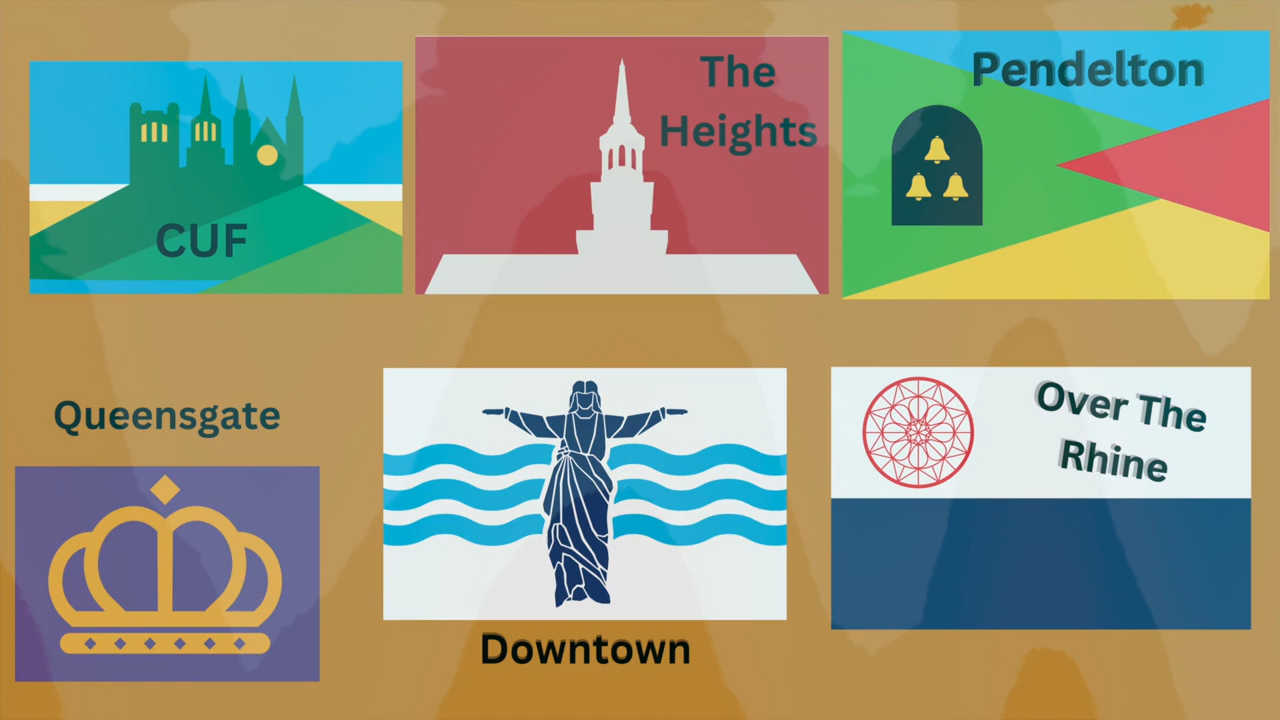 CUF
The
Heights
Pendelton
Queensgate
Downtown
Over The
Rhine